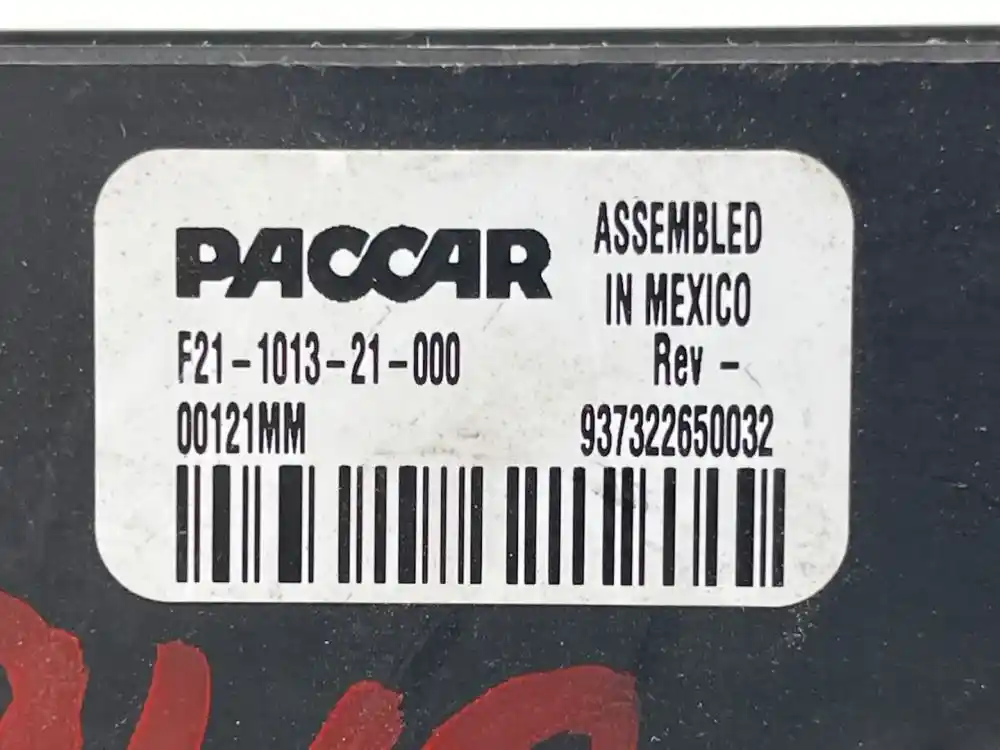 PACCAR
F21-1013-21-000
00121MM
ASSEMBLED
IN MEXICO
Rev -
937322650032